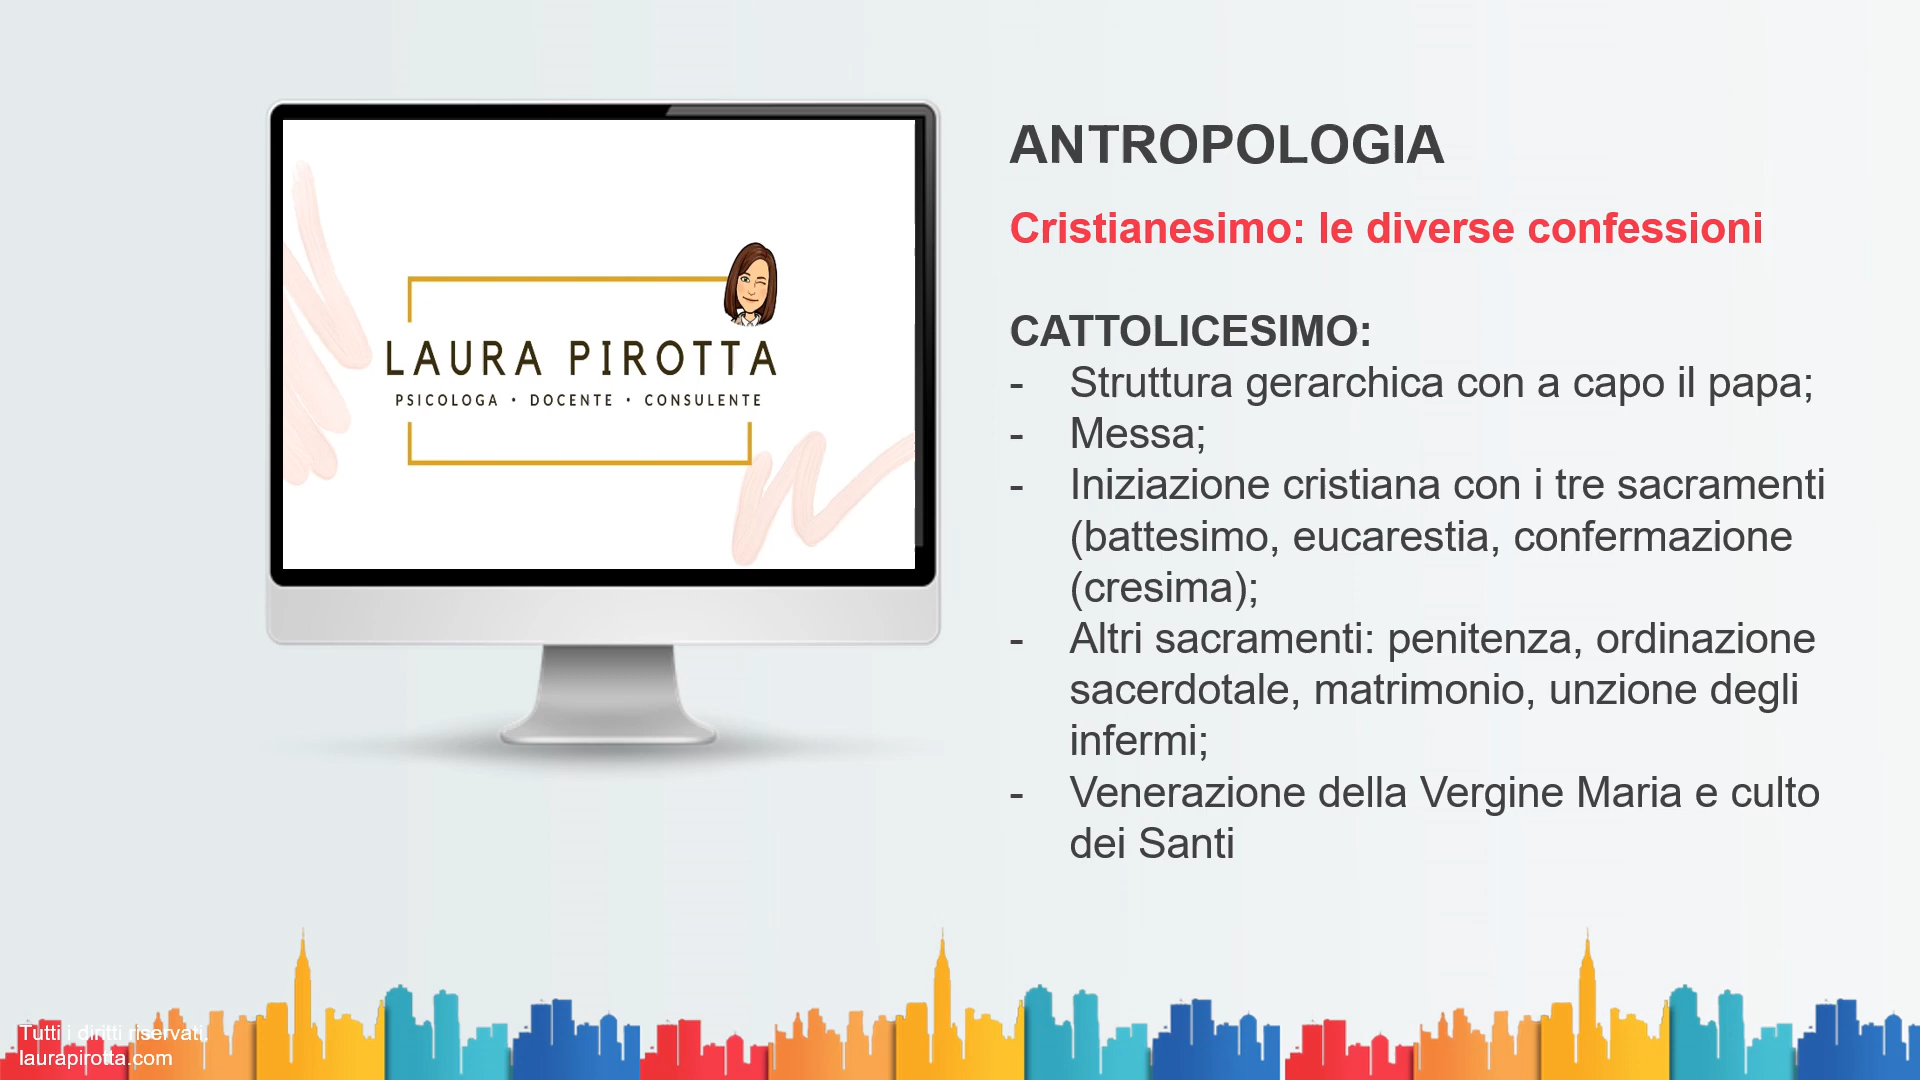 LAURA PIROTTA
PSICOLOGA • DOCENTE • CONSULENTE
ANTROPOLOGIA
Cristianesimo: le diverse confessioni
CATTOLICESIMO:
- Struttura gerarchica con a capo il papa;
- Messa;
- Iniziazione cristiana con i tre sacramenti
(battesimo, eucarestia, confermazione
(cresima);
- Altri sacramenti: penitenza, ordinazione
sacerdotale, matrimonio, unzione degli
infermi;
- Venerazione della Vergine Maria e culto
dei Santi
Tutti i diritti riservati.
laurapirotta.com